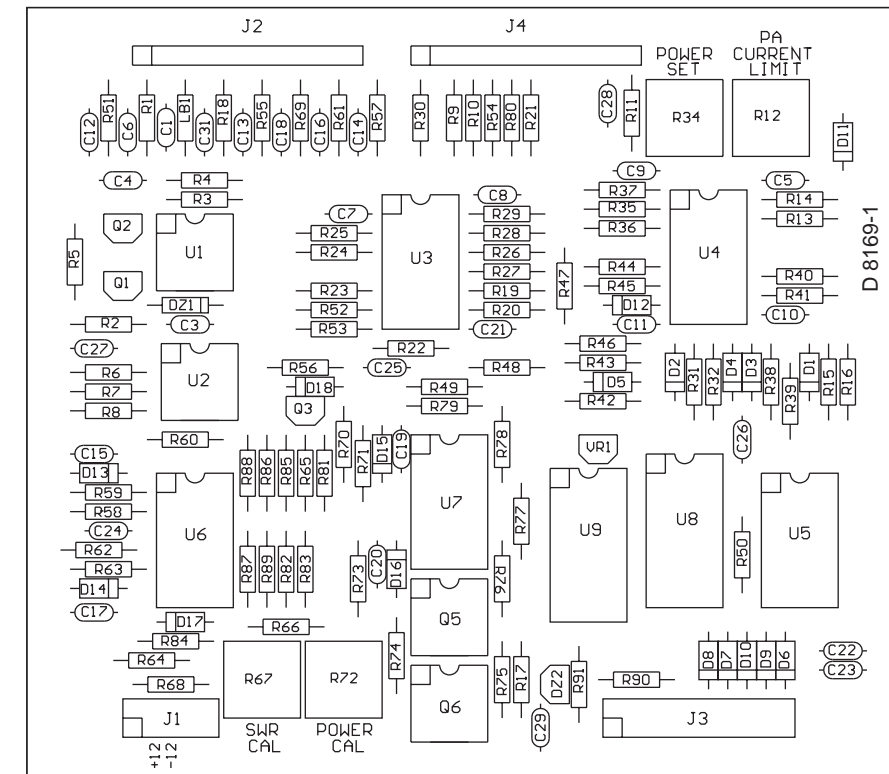 J2
J4
PA
POWER CURRENT
SET LIMIT
C12 R51 C6 R1 C1 LB1 C31 R18 C13 R55 C18 R69 C16 R61 C14 R57 R30 R9 R10 R54 R80 R21 C28 R11 R34 R12 D11
C4 R4 C9 C5
R3 C8 R37 R14
Q2 C7 R29 R35 R13
R25 R28 R36
R5 U1 R24 U3 R26 U4 D 8169-1
Q1 R27 R47 R44 R40
R23 R19 R45 R41
DZ1 R52 R20 D12 C10
R2 C3 R53 C21 C11
C27 R22 R46
R6 U2 R56 C25 R48 R43 D2 R31 R32 D4 D3 R38 R39 D1 R15 R16
R7 D18 R49 D5
R8 Q3 R79 R42
R60 R70 R71 D15 C19 R78 VR1 C26
C15
D13 R88 R86 R85 R65 R81
R59
R58 U7 R77 U9 U8 U5
C24 U6
R62 R50
R63 R87 R89 R82 R83 R73 C20 D16 R76
D14
C17 Q5
D17 R66
R84 R74
R64 D8 D7 D10 D9 D6 C22
R68 R67 R72 Q6 R75 R17 DZ2 R91 R90 C23
J1 C29 J3
SWR POWER
CAL CAL
+12
-12